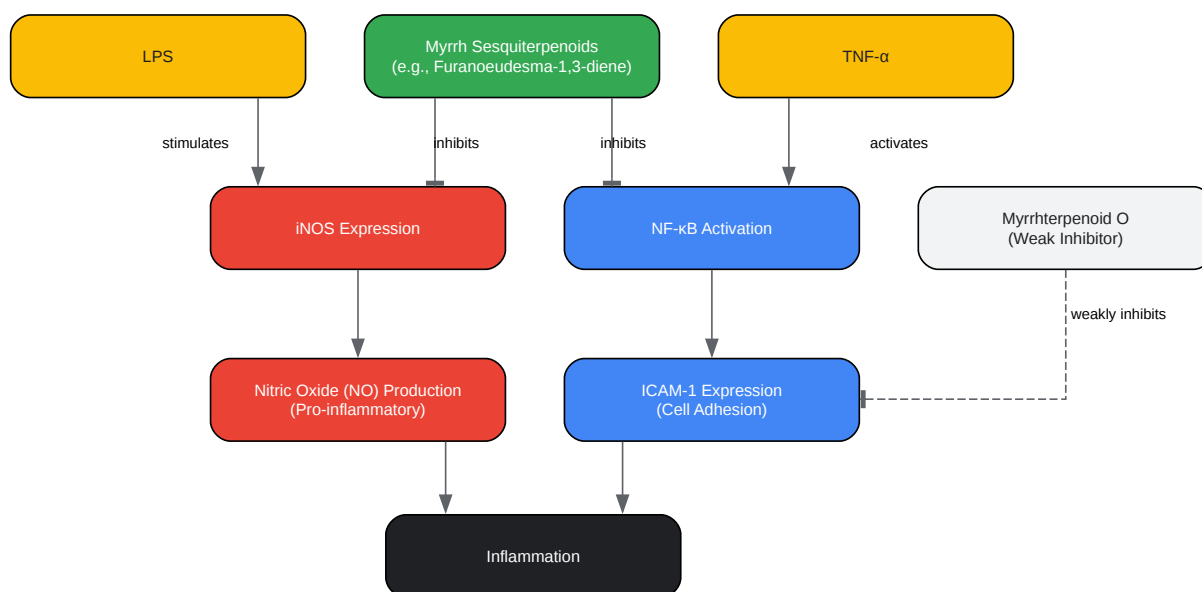 LPS
Myrrh Sesquiterpenoids
(e.g., Furanoeudesma-1,3-diene)
TNF-α
stimulates
inhibits
inhibits
activates
iNOS Expression
NF-κB Activation
Myrrhterpenoid O
(Weak Inhibitor)
weakly inhibits
Nitric Oxide (NO) Production
(Pro-inflammatory)
ICAM-1 Expression
(Cell Adhesion)
Inflammation